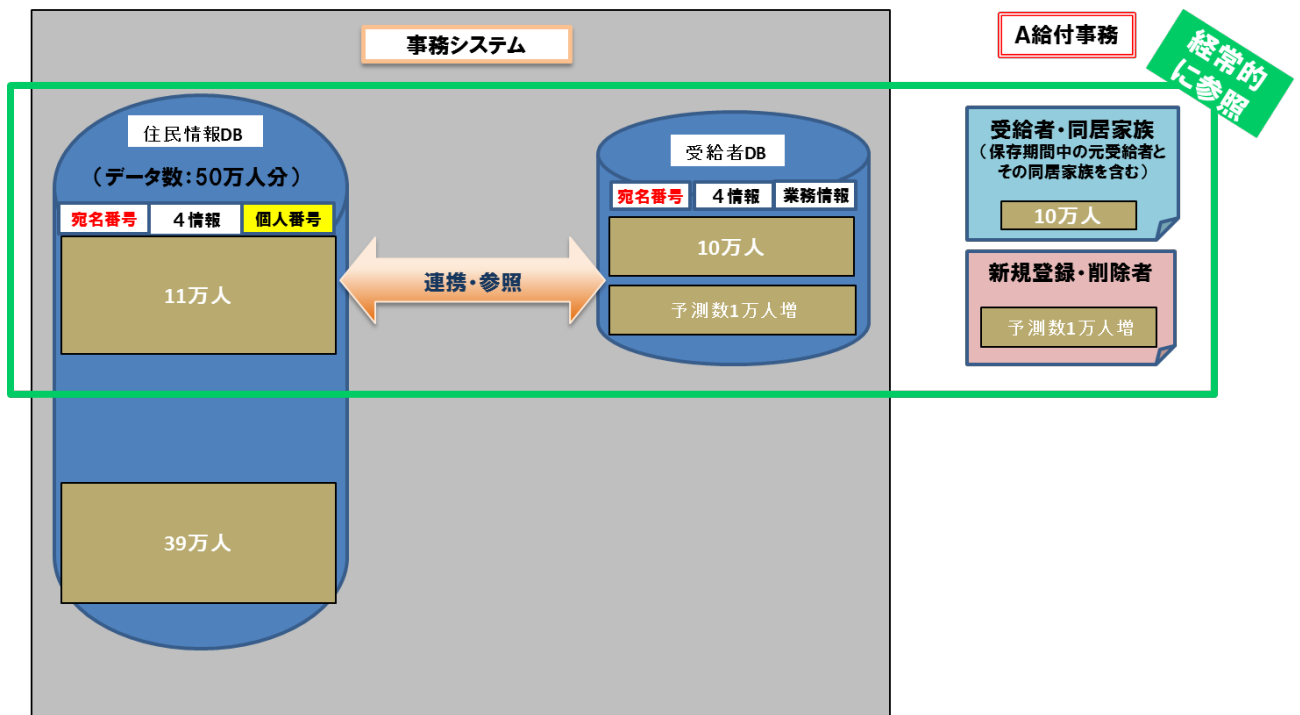 事務システム
A給付事務
経常的
に参照
住民情報DB
(データ数:50万人分)
宛名番号 4情報 個人番号
11万人
39万人
連携・参照
受給者DB
宛名番号 4情報 業務情報
10万人
予測数1万人増
受給者・同居家族
(保存期間中の元受給者と
その同居家族を含む)
10万人
新規登録・削除者
予測数1万人増